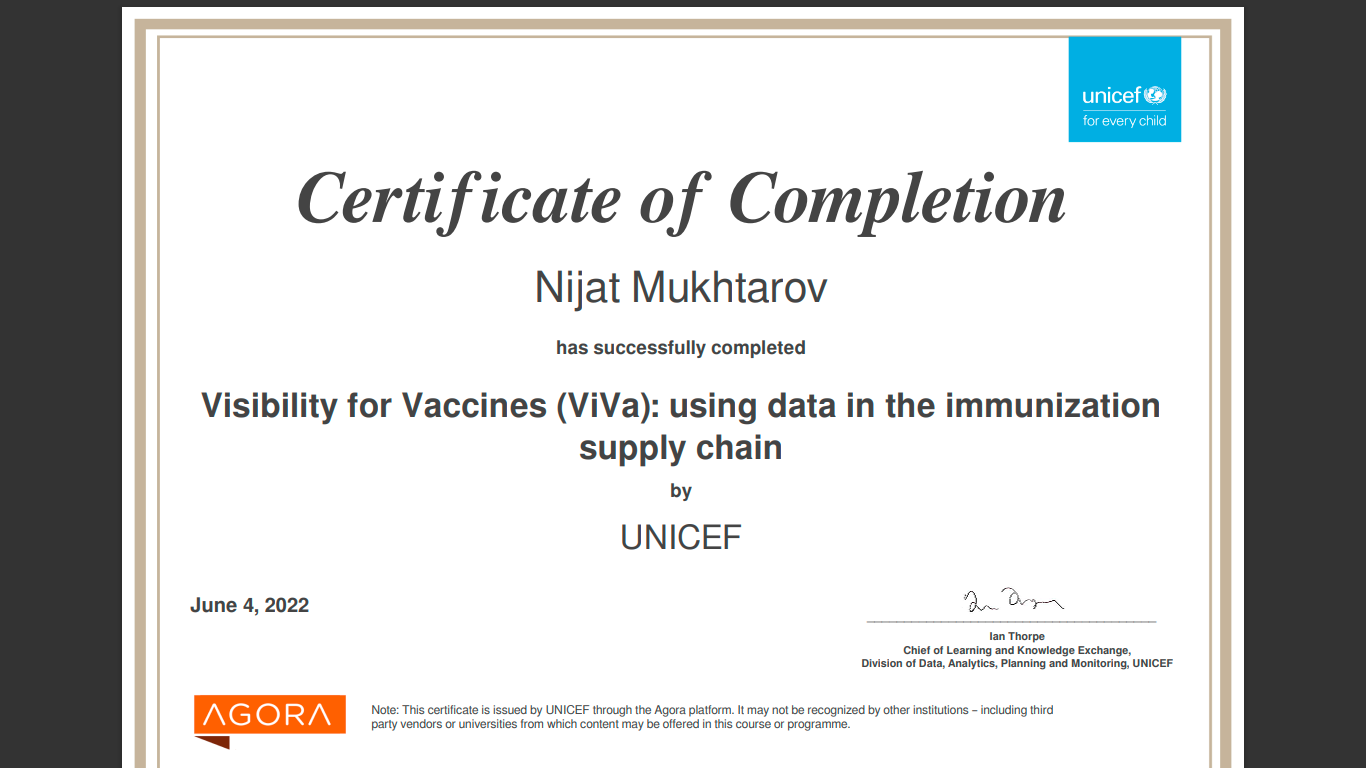 unicef
for every child
Certificate of Completion
Nijat Mukhtarov
has successfully completed
Visibility for Vaccines (ViVa): using data in the immunization
supply chain
by
UNICEF
June 4, 2022
Ian Thorpe
Chief of Learning and Knowledge Exchange,
Division of Data, Analytics, Planning and Monitoring, UNICEF
AGORA
Note: This certificate is issued by UNICEF through the Agora platform. It may not be recognized by other institutions – including third
party vendors or universities from which content may be offered in this course or programme.